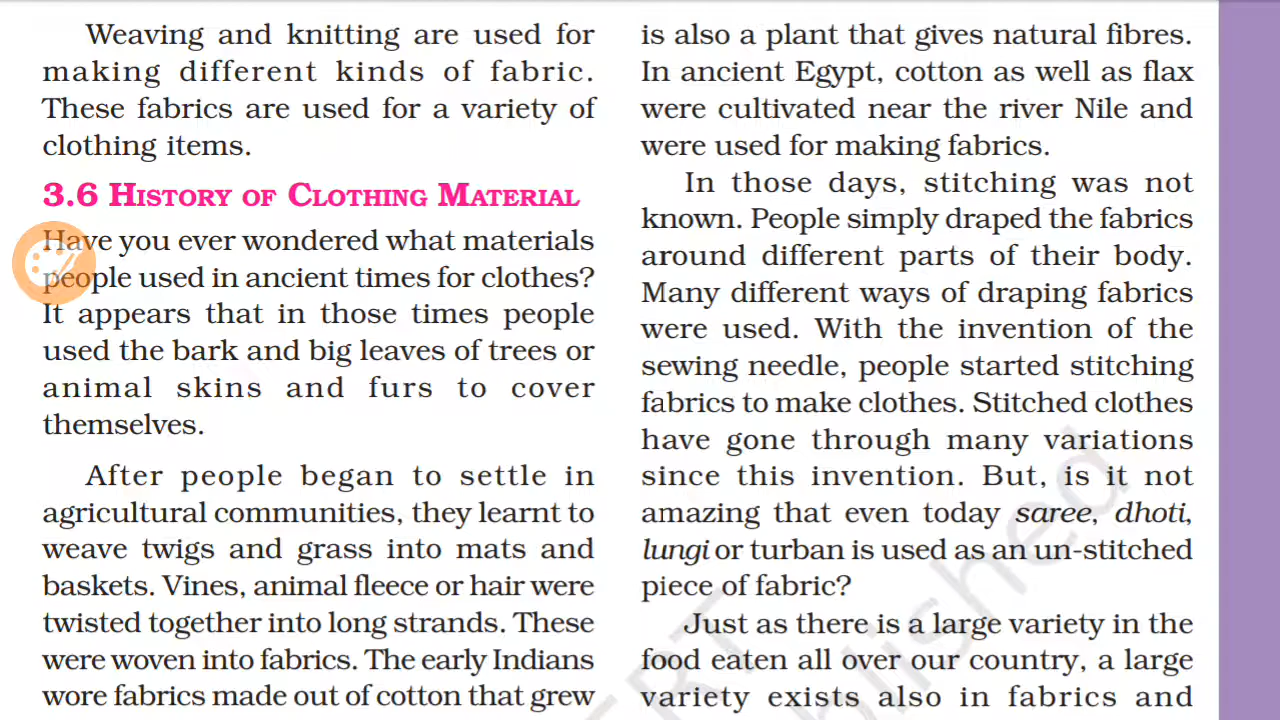 Weaving and knitting are used for
making different kinds of fabric.
These fabrics are used for a variety of
clothing items.
3.6 HISTORY OF CLOTHING MATERIAL
Have you ever wondered what materials
people used in ancient times for clothes?
It appears that in those times people
used the bark and big leaves of trees or
animal skins and furs to cover
themselves.
After people began to settle in
agricultural communities, they learnt to
weave twigs and grass into mats and
baskets. Vines, animal fleece or hair were
twisted together into long strands. These
were woven into fabrics. The early Indians
wore fabrics made out of cotton that grew
is also a plant that gives natural fibres.
In ancient Egypt, cotton as well as flax
were cultivated near the river Nile and
were used for making fabrics.
In those days, stitching was not
known. People simply draped the fabrics
around different parts of their body.
Many different ways of draping fabrics
were used. With the invention of the
sewing needle, people started stitching
fabrics to make clothes. Stitched clothes
have gone through many variations
since this invention. But, is it not
amazing that even today saree, dhoti,
lungi or turban is used as an un-stitched
piece of fabric?
Just as there is a large variety in the
food eaten all over our country, a large
variety exists also in fabrics and